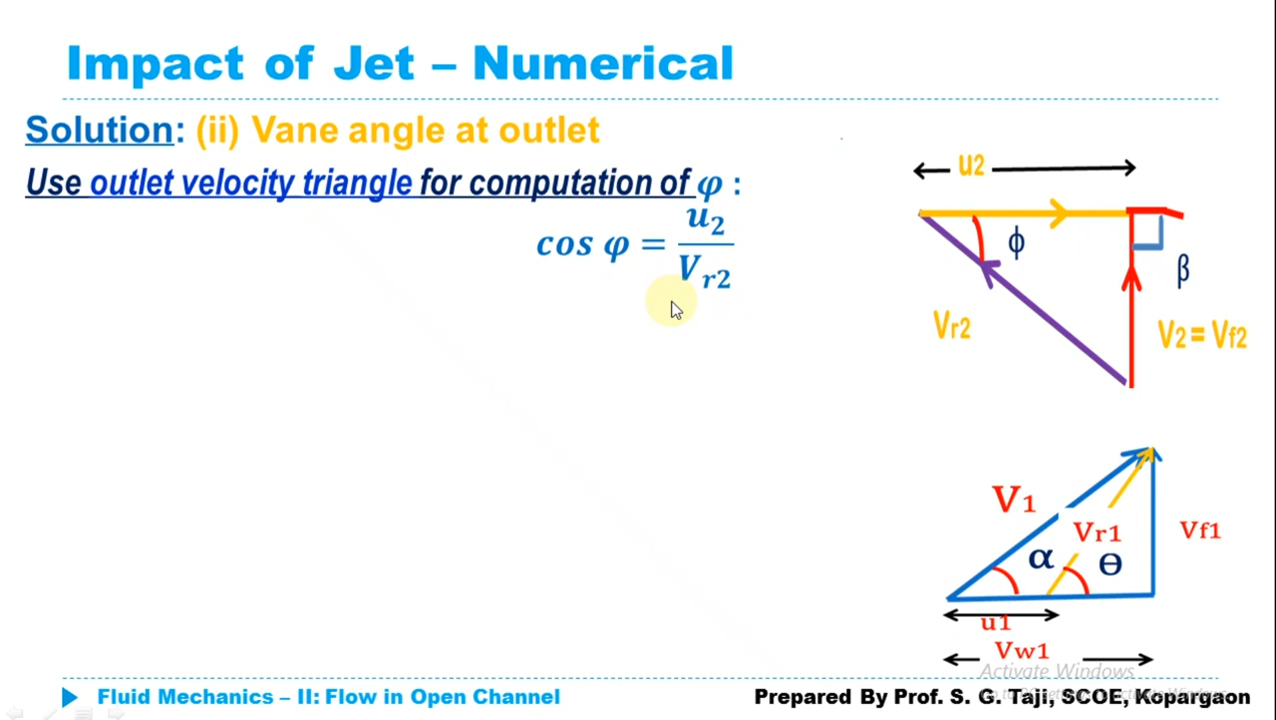 Impact of Jet – Numerical
Solution: (ii) Vane angle at outlet
Use outlet velocity triangle for computation of φ :
cos φ = u2 / Vr2
u2
ϕ
β
Vr2
V2 = Vf2
V1
Vr1
Vf1
α
ө
u1
Vw1
Activate Windows
Fluid Mechanics – II: Flow in Open Channel
Prepared By Prof. S. G. Taji, SCOE, Kopargaon